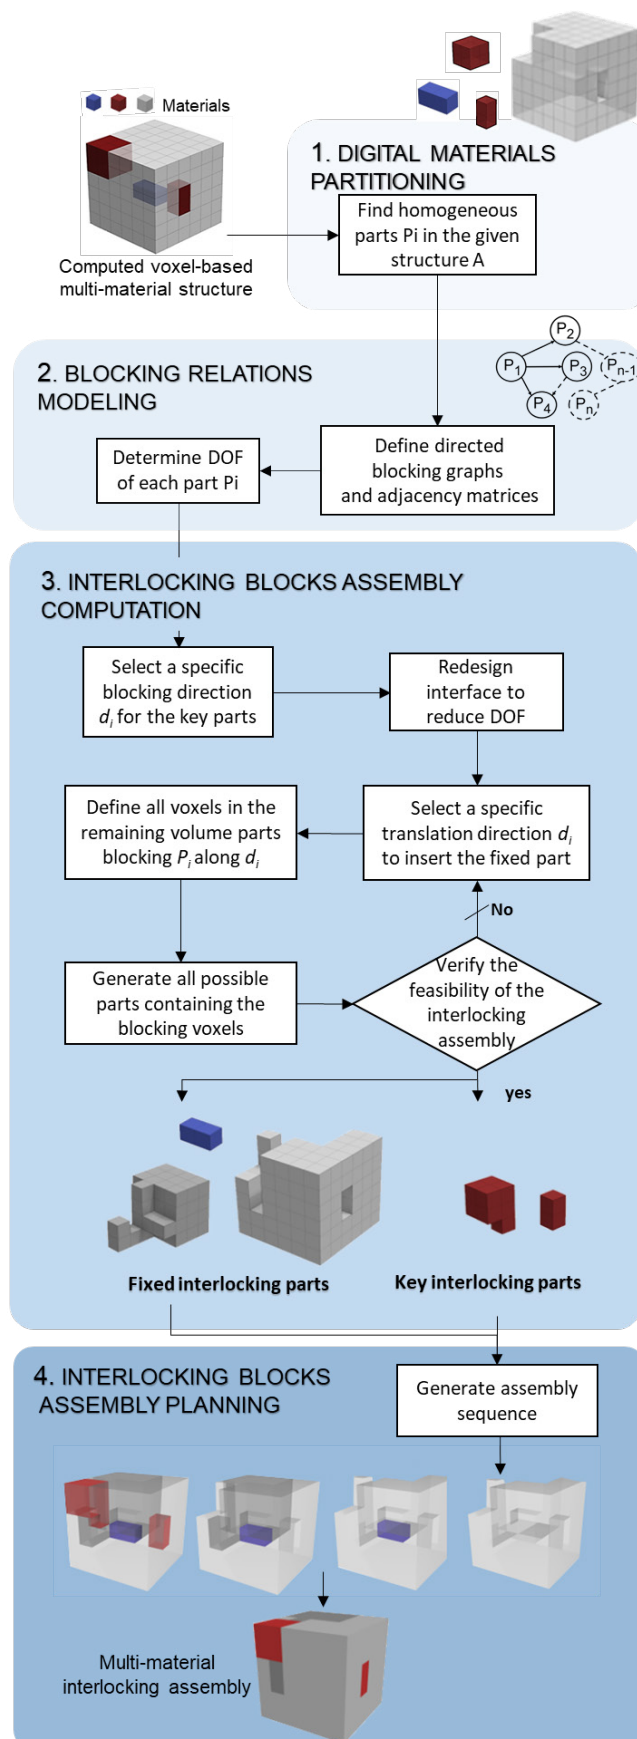 Materials
1. DIGITAL MATERIALS
PARTITIONING
Find homogeneous
parts Pi in the given
structure A
Computed voxel-based
multi-material structure
2. BLOCKING RELATIONS
MODELING
P2
P1
P3
Pn-1
P4
Pn
Determine DOF
of each part Pi
Define directed
blocking graphs
and adjacency matrices
3. INTERLOCKING BLOCKS ASSEMBLY
COMPUTATION
Select a specific
blocking direction
di for the key parts
Redesign
interface to
reduce DOF
Define all voxels in the
remaining volume parts
blocking Pi along di
Select a specific
translation direction di
to insert the fixed part
No
Generate all possible
parts containing the
blocking voxels
Verify the
feasibility of the
interlocking
assembly
yes
Fixed interlocking parts
Key interlocking parts
4. INTERLOCKING BLOCKS
ASSEMBLY PLANNING
Generate assembly
sequence
Multi-material
interlocking assembly